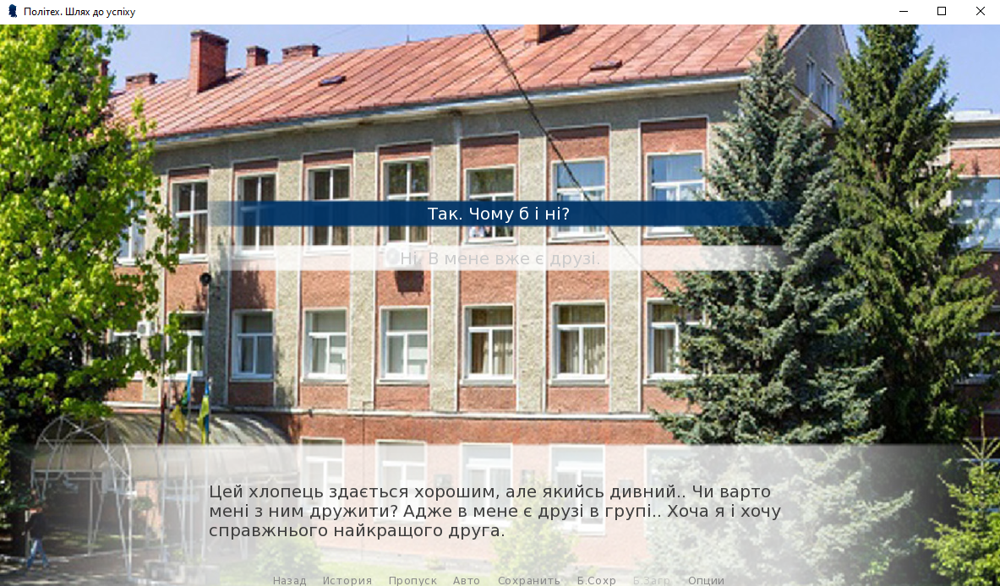 Політех. Шлях до успіху
Так. Чому б і ні?
Ні. В мене вже є друзі.
Цей хлопець здається хорошим, але якийсь дивний.. Чи варто
мені з ним дружити? Адже в мене є друзі в групі.. Хоча я і хочу
справжнього найкращого друга.
Назад История Пропуск Авто Сохранить Б.Сохр Б.Загр Опции